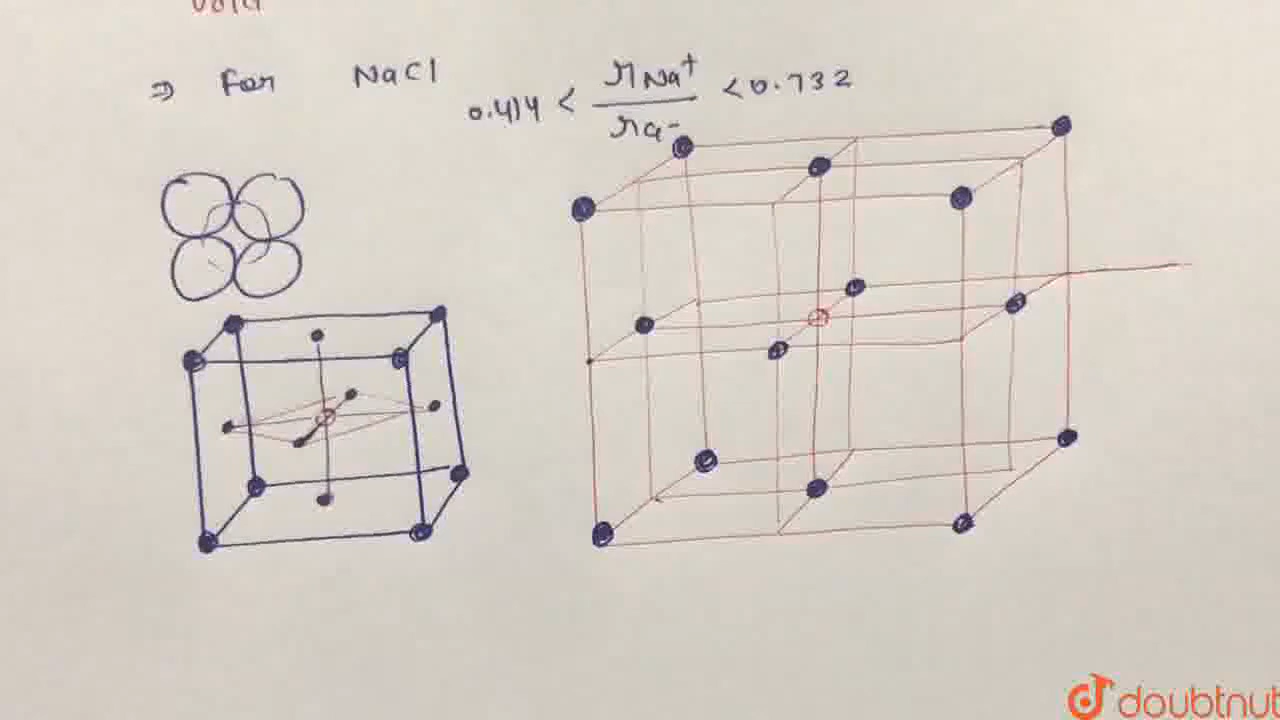 ⇒ For NaCl 0.414 < rNa⁺/rCl⁻ < 0.732
doubtnut